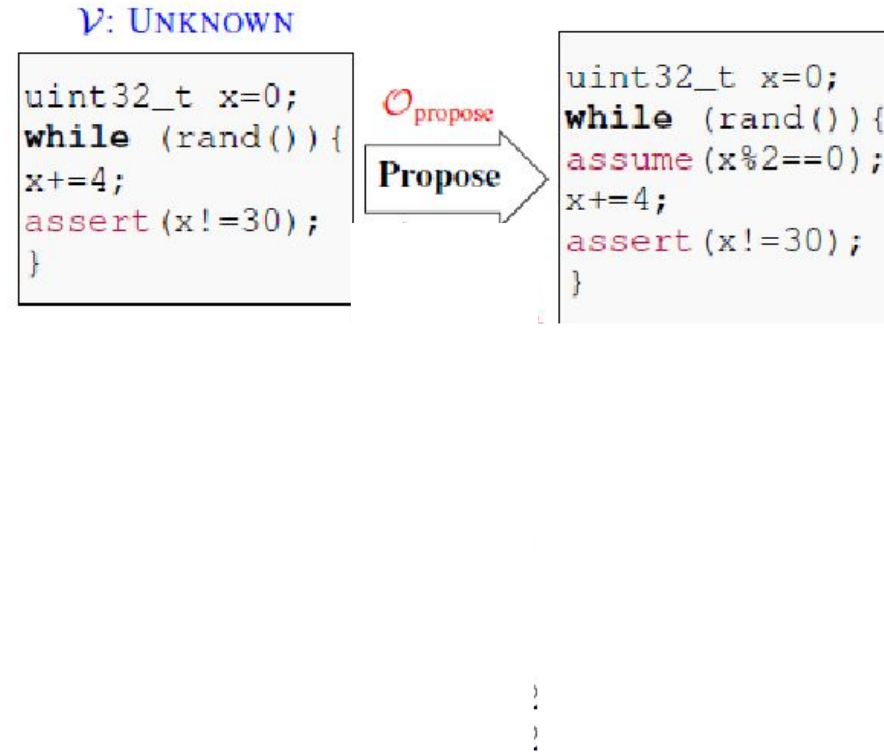 𝒱: UNKNOWN
uint32_t x=0;
while (rand()){
x+=4;
assert(x!=30);
}
𝒪propose
Propose
uint32_t x=0;
while (rand()){
assume(x%2==0);
x+=4;
assert(x!=30);
}